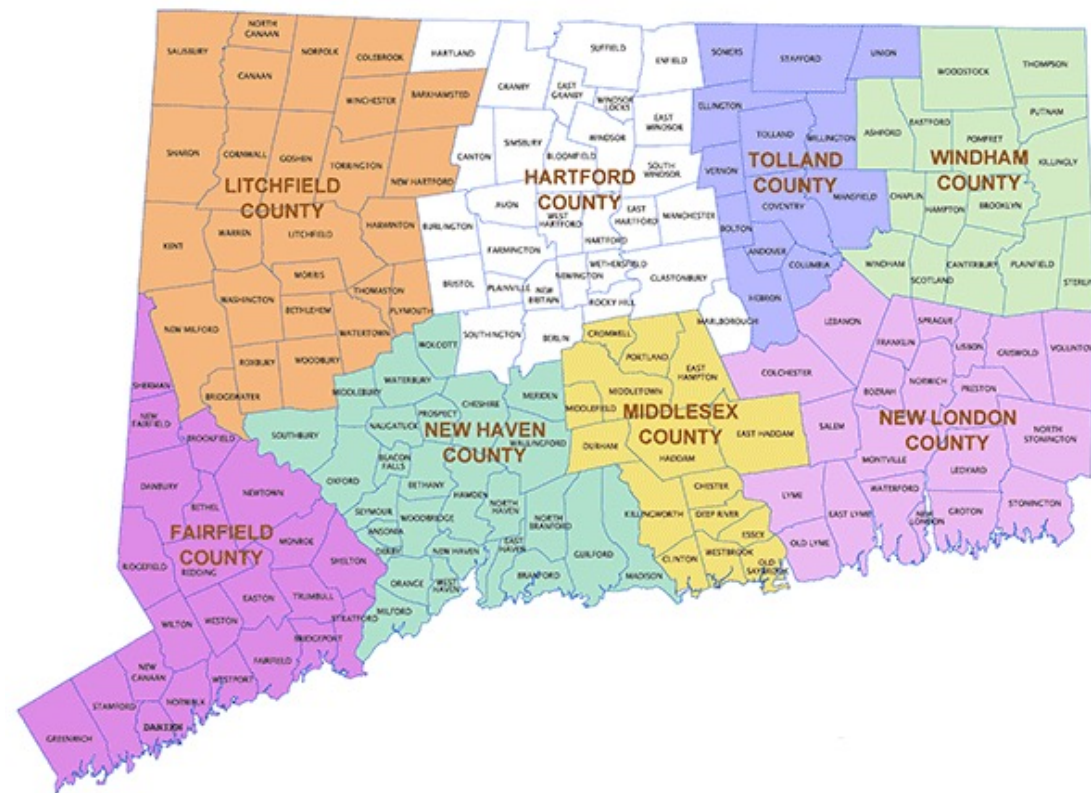 SALISBURY
NORTH
CANAAN
CANAAN
NORFOLK
COLEBROOK
HARTLAND
WINCHESTER
BARKHAMSTED
SHARON
CORNWALL
GOSHEN
TORRINGTON
NEW HARTFORD
LITCHFIELD
COUNTY
KENT
WARREN
LITCHFIELD
HARWINTON
MORRIS
WASHINGTON
BETHLEHEW
THOMASTON
PLYMOUTH
WATERTOWN
NEW MILFORD
ROXBURY
WOODBURY
BRIDGEWATER
SUFFIELD
ENFIELD
GRANBY
EAST
GRANBY
WINDSOR
LOCKS
EAST
WINDSOR
SIMSBURY
WINDSOR
CANTON
BLOOMFIELD
SOUTH
WINDSOR
HARTFORD
COUNTY
AVON
WEST
HARTFORD
EAST
HARTFORD
MANCHESTER
BURLINGTON
HARTFORD
FARMINGTON
WETHERSFIELD
NEWINGTON
CLASTONBURY
BRISTOL
PLAINVILLE
NEW
BRITAIN
ROCKY HILL
SOUTHINGTON
BERLIN
MARLBOROUGH
SOMERS
STAFFORD
UNION
ELLINGTON
TOLLAND
WILLINGTON
VERNON
TOLLAND
COUNTY
MANSFIELD
COVENTRY
BOLTON
ANDOVER
COLUMBIA
HEBRON
WOODSTOCK
THOMPSON
PUTNAM
EASTFORD
ASHFORD
POMFRET
KILLINGLY
WINDHAM
COUNTY
CHAPLIN
HAMPTON
BROOKLYN
WINDHAM
SCOTLAND
CANTERBURY
PLAINFIELD
STERL
SHERMAN
NEW
FAIRFIELD
BROOKFIELD
DANBURY
BETHEL
NEWTOWN
FAIRFIELD
COUNTY
MONROE
SHELTON
RIDGEFIELD
REDDING
EASTON
TRUMBULL
STRATFORD
WILTON
WESTON
BRIDGEPORT
FAIRFIELD
NEW
CANAAN
WESTPORT
STAMFORD
NORWALK
GREENWICH
WOLCOTT
MIDDLEBURY
WATERBURY
CHESHIRE
MERIDEN
PROSPECT
NAUGATUCK
NEW HAVEN
COUNTY
WALLINGFORD
SOUTHBURY
BEACON
FALLS
OXFORD
BETHANY
HAMDEN
NORTH
HAVEN
SEYMOUR
WOODBRIDGE
NORTH
BRANFORD
ANSONIA
DERBY
NEW HAVEN
EAST
HAVEN
GUILFORD
ORANGE
WEST
HAVEN
BRANFORD
MADISON
MILFORD
CROMWELL
PORTLAND
EAST
HAMPTON
MIDDLETOWN
MIDDLEFIELD
MIDDLESEX
COUNTY
EAST HADDAM
DURHAM
HADDAM
CHESTER
KILLINGWORTH
DEEP RIVER
ESSEX
CLINTON
WESTBROOK
OLD
SAYBROOK
LEBANON
SPRAGUE
FRANKLIN
LISBON
GRISWOLD
VOLUNTOW
COLCHESTER
BOZRAH
NORWICH
PRESTON
SALEM
NEW LONDON
COUNTY
NORTH
STONINGTON
MONTVILLE
LEDYARD
LYME
EAST LYME
WATERFORD
NEW
LONDON
GROTON
STONINGTON
OLD LYME